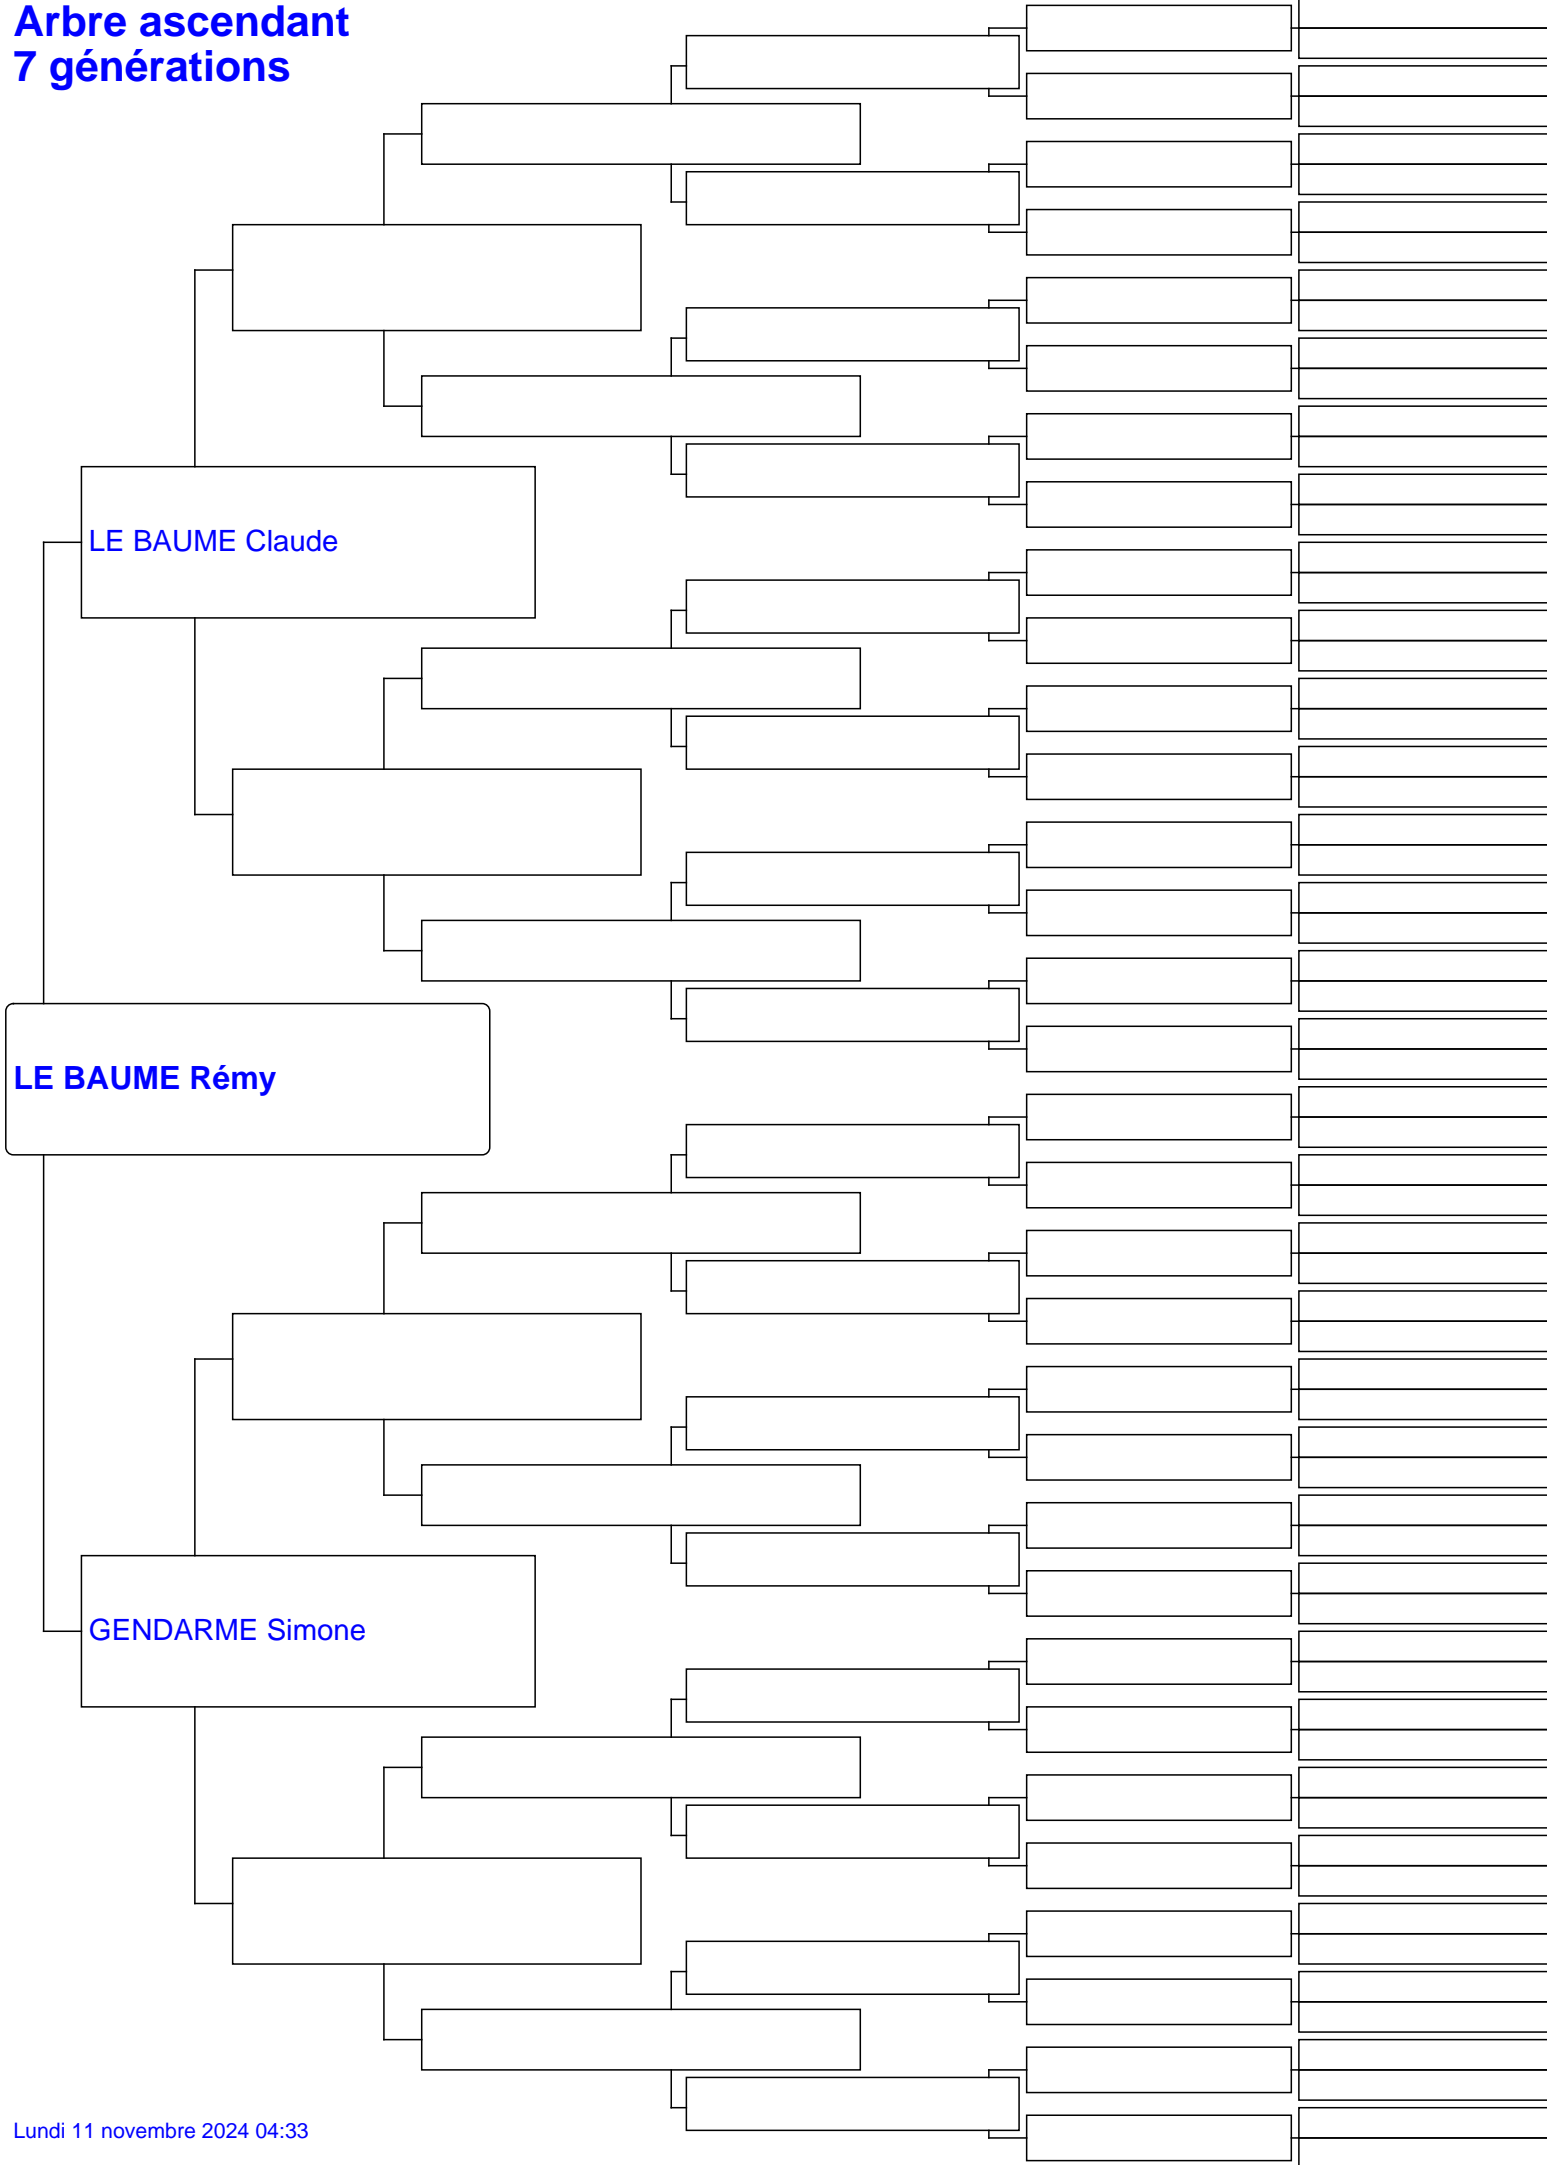 Arbre ascendant
7 générations
LE BAUME Claude
LE BAUME Rémy
GENDARME Simone
Lundi 11 novembre 2024 04:33